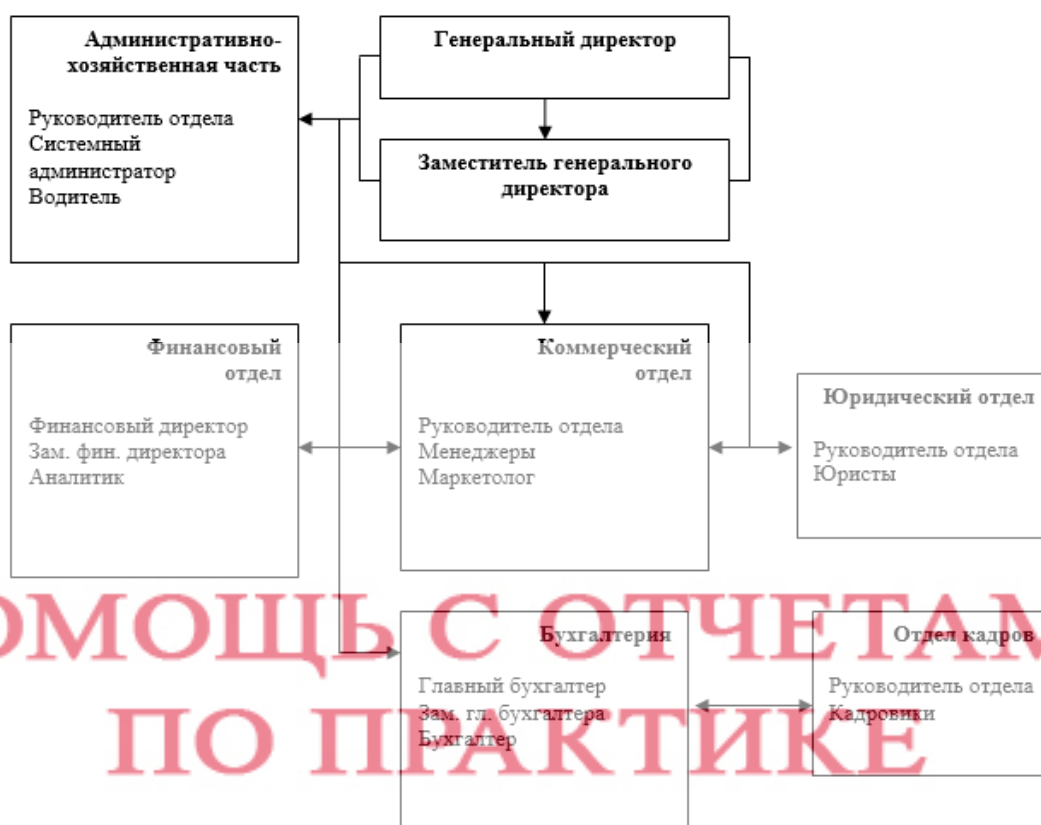 Административно-
хозяйственная часть
Руководитель отдела
Системный
администратор
Водитель
Генеральный директор
Заместитель генерального
директора
Финансовый
отдел
Финансовый директор
Зам. фин. директора
Аналитик
Коммерческий
отдел
Руководитель отдела
Менеджеры
Маркетолог
Юридический отдел
Руководитель отдела
Юристы
Бухгалтерия
Главный бухгалтер
Зам. гл. бухгалтера
Бухгалтер
Отдел кадров
Руководитель отдела
Кадровики
ОМОЩЬ С ОТЧЕТАМ
ПО ПРАКТИКЕ